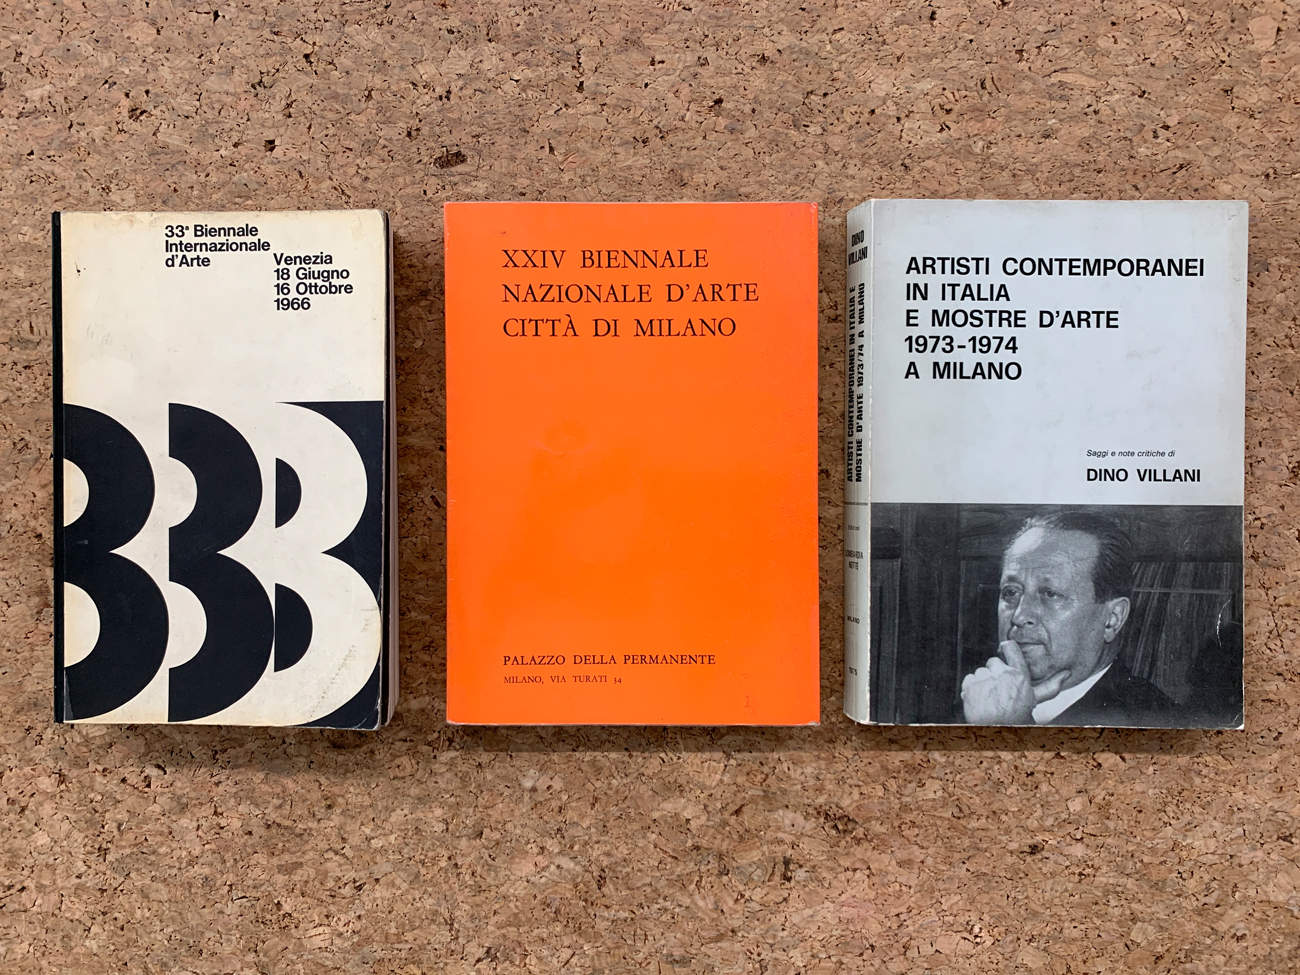 33ª Biennale
Internazionale
d'Arte
Venezia
18 Giugno
16 Ottobre
1966
XXIV BIENNALE
NAZIONALE D'ARTE
CITTÀ DI MILANO
PALAZZO DELLA PERMANENTE
MILANO, VIA TURATI 34
DINO
VILLANI
ARTISTI CONTEMPORANEI IN ITALIA E
MOSTRE D'ARTE 1973/74 A MILANO
LOMBARDIA
NOTTE
MILANO
ARTISTI CONTEMPORANEI
IN ITALIA
E MOSTRE D'ARTE
1973-1974
A MILANO
Saggi e note critiche di
DINO VILLANI